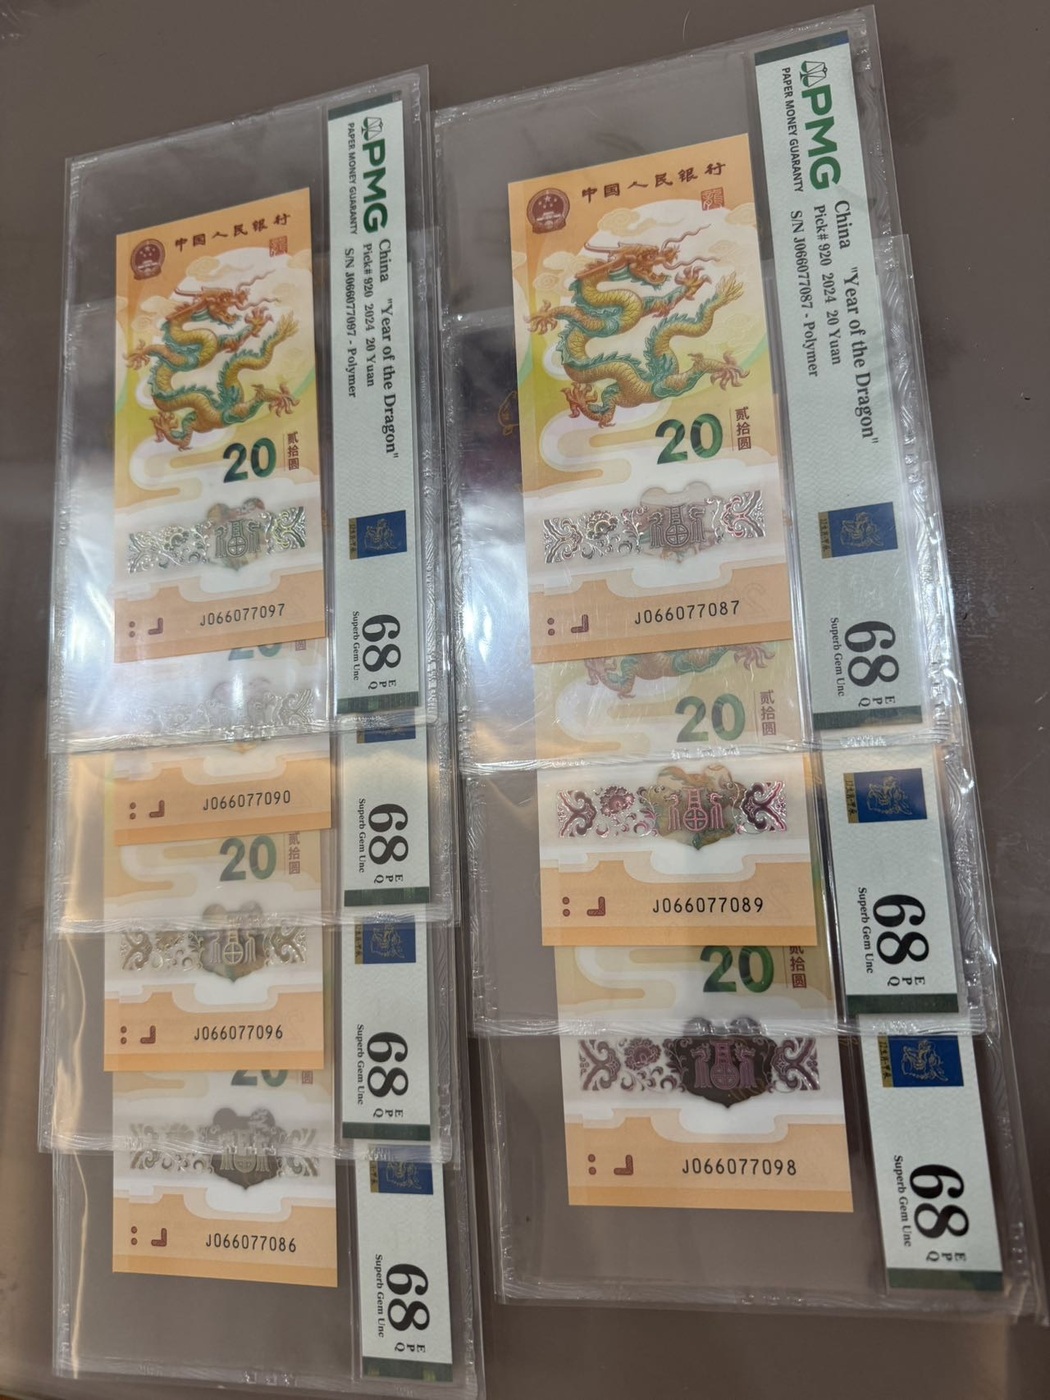 PMG
PAPER MONEY GUARANTY
China "Year of the Dragon"
Pick# 920 2024 20 Yuan
S/N J066077097 - Polymer
68 EPQ
Superb Gem Unc
中国人民银行
20
贰拾圆
J066077097
20
J066077090
68 EPQ
Superb Gem Unc
20
贰拾圆
J066077096
68 EPQ
Superb Gem Unc
20
J066077086
68 EPQ
Superb Gem Unc
PMG
PAPER MONEY GUARANTY
China "Year of the Dragon"
Pick# 920 2024 20 Yuan
S/N J066077087 - Polymer
68 EPQ
Superb Gem Unc
中国人民银行
20
贰拾圆
J066077087
20
贰拾圆
J066077089
68 EPQ
Superb Gem Unc
20
贰拾圆
J066077098
68 EPQ
Superb Gem Unc